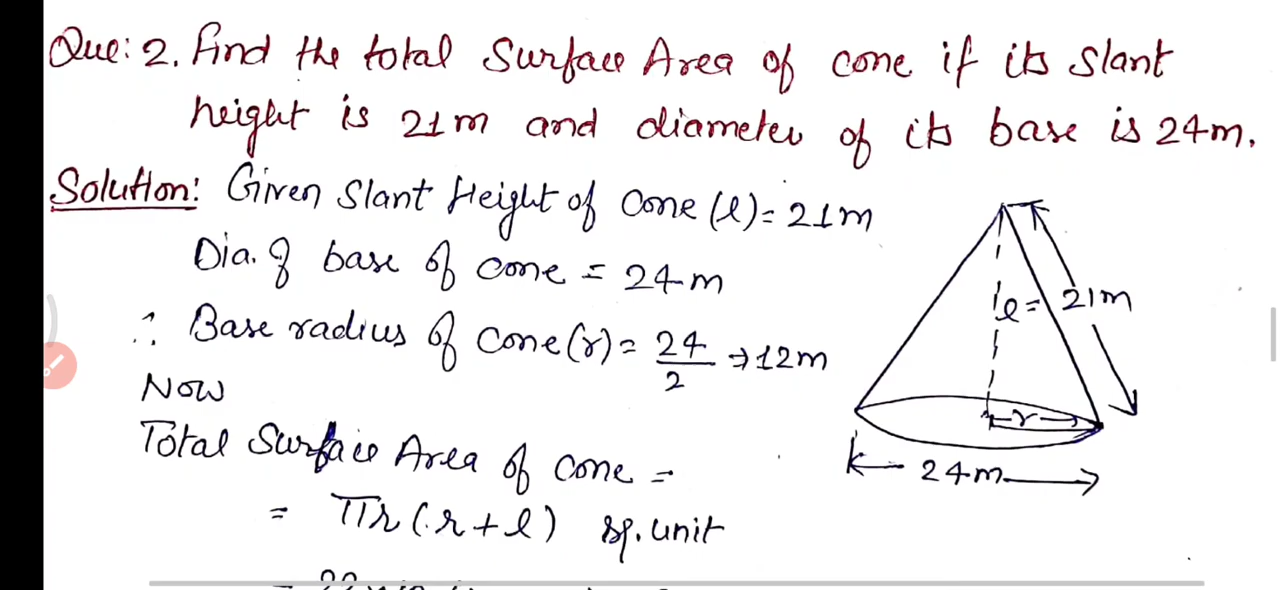 Que: 2. find the total Surface Area of cone if its slant
height is 21m and diameter of its base is 24m.
Solution: Given slant Height of Cone (l) = 21m
Dia. of base of cone = 24m
∴ Base radius of Cone (r) = 24/2 ⇒ 12m
Now
Total Surface Area of cone =
= πr (r + l) sq. unit
l = 21m
r
24m